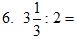 6. 3 1/3 : 2 =